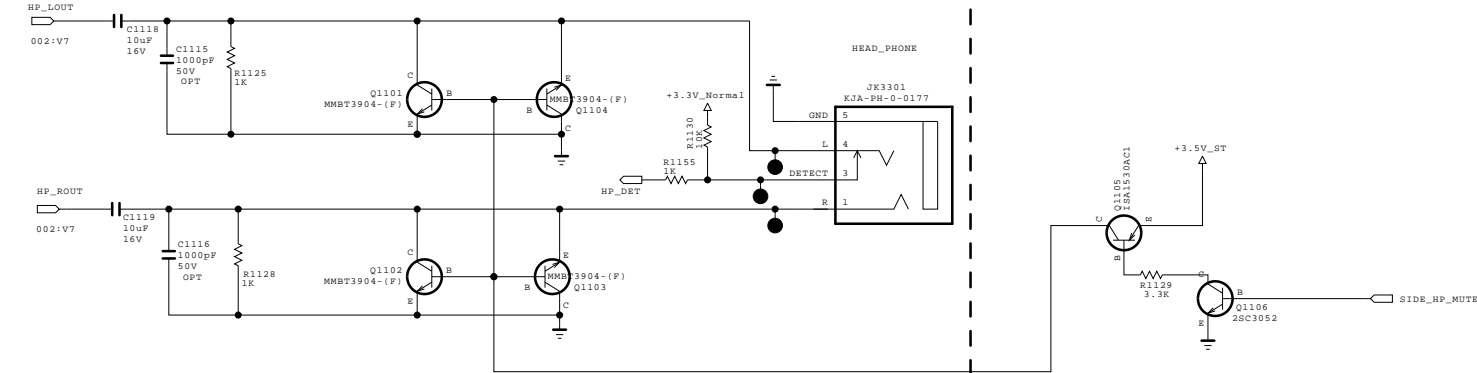 HP_LOUT
002:V7
C1118
10uF
16V
C1115
1000pF
50V
OPT
R1125
1K
C
Q1101
MMBT3904-(F)
B
E
E
MMBT3904-(F)
Q1104
B
C
HEAD_PHONE
+3.3V_Normal
R1130
10K
JK3301
KJA-PH-0-0177
GND
5
L
4
DETECT
3
R
1
R1155
1K
HP_DET
HP_ROUT
002:V7
C1119
10uF
16V
C1116
1000pF
50V
OPT
R1128
1K
C
Q1102
MMBT3904-(F)
B
E
E
MMBT3904-(F)
Q1103
B
C
Q1105
ISA1530AC1
+3.5V_ST
C
E
B
R1129
3.3K
C
B
Q1106
2SC3052
E
SIDE_HP_MUTE